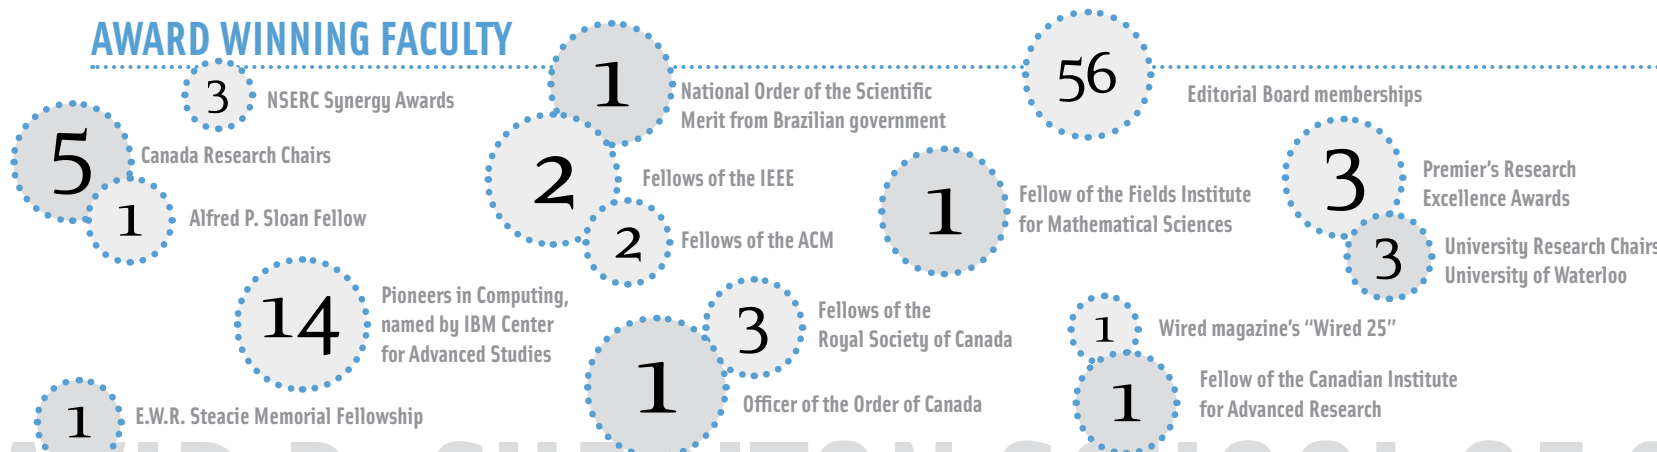 AWARD WINNING FACULTY
3
NSERC Synergy Awards
5
Canada Research Chairs
1
Alfred P. Sloan Fellow
14
Pioneers in Computing,
named by IBM Center
for Advanced Studies
1
E.W.R. Steacie Memorial Fellowship
1
National Order of the Scientific
Merit from Brazilian government
2
Fellows of the IEEE
2
Fellows of the ACM
3
Fellows of the
Royal Society of Canada
1
Officer of the Order of Canada
56
Editorial Board memberships
1
Fellow of the Fields Institute
for Mathematical Sciences
3
Premier’s Research
Excellence Awards
3
University Research Chairs
University of Waterloo
1
Wired magazine’s “Wired 25”
1
Fellow of the Canadian Institute
for Advanced Research